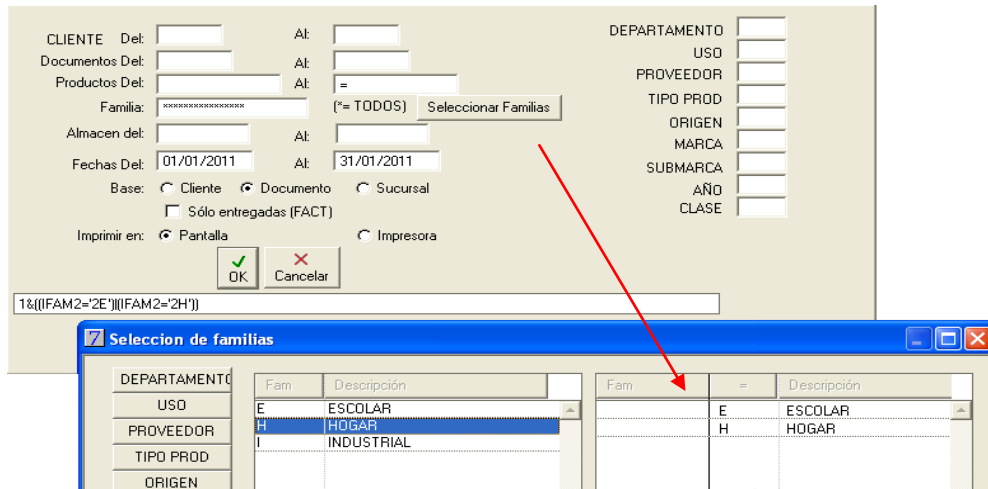 CLIENTE Del: Al:
Documentos Del: Al:
Productos Del: Al: =
Familia: **************** (*= TODOS) Seleccionar Familias
Almacen del: Al:
Fechas Del: 01/01/2011 Al: 31/01/2011
Base: Cliente Documento Sucursal
Sólo entregadas (FACT)
Imprimir en: Pantalla Impresora
OK Cancelar
DEPARTAMENTO
USO
PROVEEDOR
TIPO PROD
ORIGEN
MARCA
SUBMARCA
AÑO
CLASE
1&((IFAM2='2E')|(IFAM2='2H'))
7 Seleccion de familias
DEPARTAMENTO
USO
PROVEEDOR
TIPO PROD
ORIGEN
Fam Descripción
E ESCOLAR
H HOGAR
I INDUSTRIAL
Fam = Descripción
E ESCOLAR
H HOGAR